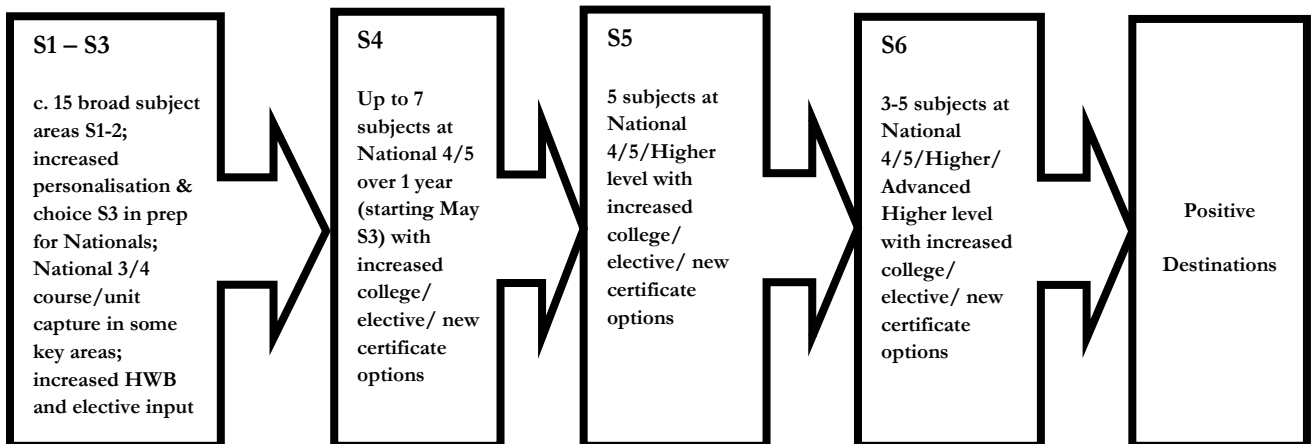 S1 – S3
c. 15 broad subject
areas S1-2;
increased
personalisation &
choice S3 in prep
for Nationals;
National 3/4
course/unit
capture in some
key areas;
increased HWB
and elective input
S4
Up to 7
subjects at
National 4/5
over 1 year
(starting May
S3) with
increased
college/
elective/ new
certificate
options
S5
5 subjects at
National
4/5/Higher
level with
increased
college/
elective/ new
certificate
options
S6
3-5 subjects at
National
4/5/Higher/
Advanced
Higher level
with increased
college/
elective/ new
certificate
options
Positive
Destinations